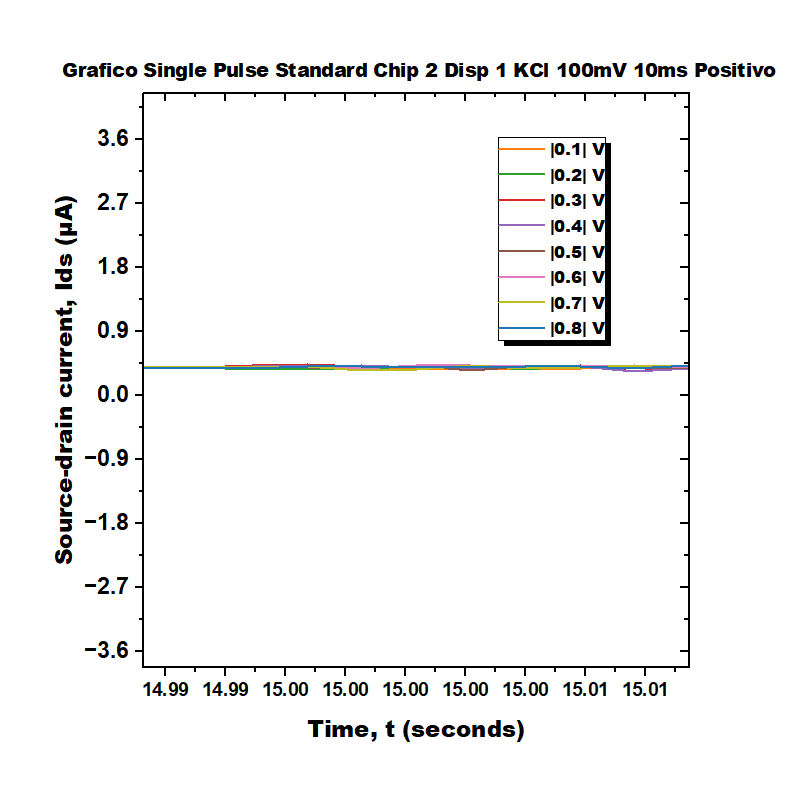 Grafico Single Pulse Standard Chip 2 Disp 1 KCl 100mV 10ms Positivo
|0.1| V
|0.2| V
|0.3| V
|0.4| V
|0.5| V
|0.6| V
|0.7| V
|0.8| V
Source-drain current, Ids (μA)
3.6
2.7
1.8
0.9
0.0
−0.9
−1.8
−2.7
−3.6
14.99 14.99 15.00 15.00 15.00 15.00 15.00 15.01 15.01
Time, t (seconds)